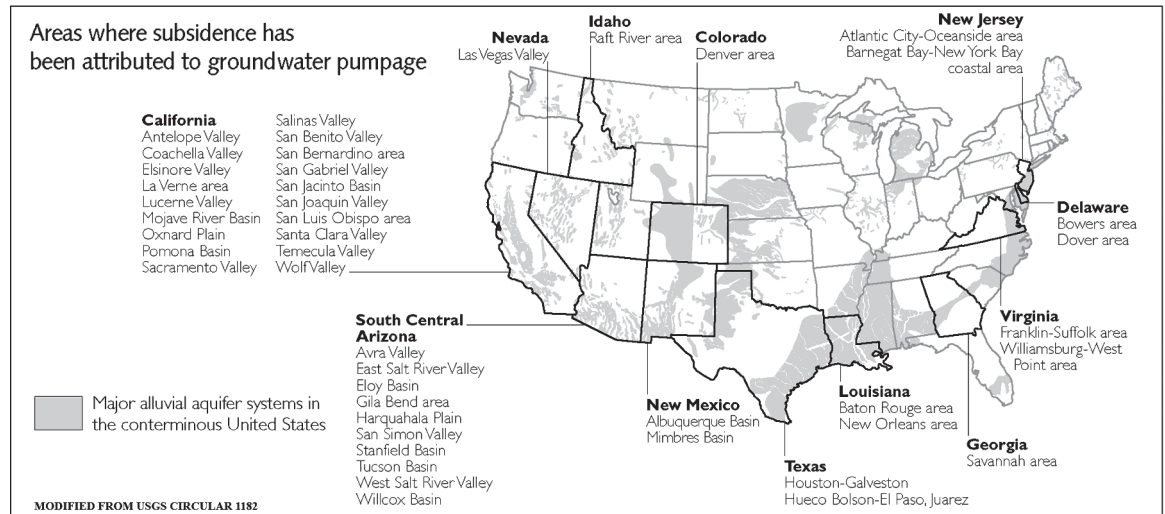 Areas where subsidence has
been attributed to groundwater pumpage
Nevada
Las Vegas Valley
Idaho
Raft River area
Colorado
Denver area
New Jersey
Atlantic City-Oceanside area
Barnegat Bay-New York Bay
coastal area
California
Antelope Valley
Coachella Valley
Elsinore Valley
La Verne area
Lucerne Valley
Mojave River Basin
Oxnard Plain
Pomona Basin
Sacramento Valley
Salinas Valley
San Benito Valley
San Bernardino area
San Gabriel Valley
San Jacinto Basin
San Joaquin Valley
San Luis Obispo area
Santa Clara Valley
Temecula Valley
Wolf Valley
Delaware
Bowers area
Dover area
South Central
Arizona
Avra Valley
East Salt River Valley
Eloy Basin
Gila Bend area
Harquahala Plain
San Simon Valley
Stanfield Basin
Tucson Basin
West Salt River Valley
Willcox Basin
Virginia
Franklin-Suffolk area
Williamsburg-West
Point area
New Mexico
Albuquerque Basin
Mimbres Basin
Louisiana
Baton Rouge area
New Orleans area
Georgia
Savannah area
Texas
Houston-Galveston
Hueco Bolson-El Paso, Juarez
Major alluvial aquifer systems in
the conterminous United States
MODIFIED FROM USGS CIRCULAR 1182